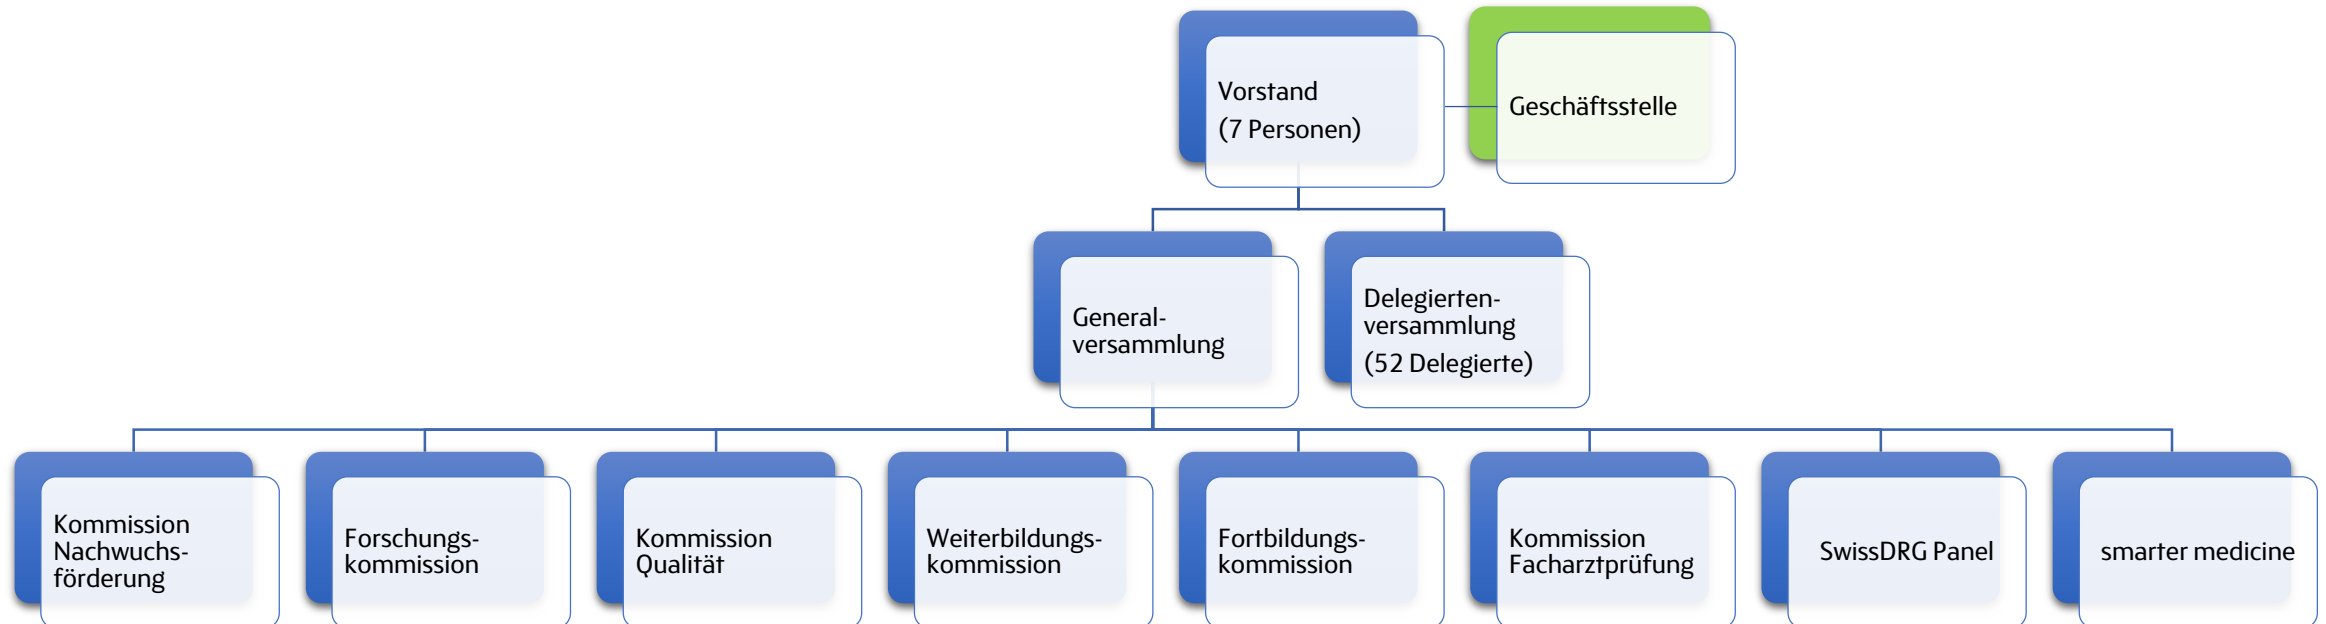 Vorstand
(7 Personen)
Geschäftsstelle
General-
versammlung
Delegierten-
versammlung
(52 Delegierte)
Kommission
Nachwuchs-
förderung
Forschungs-
kommission
Kommission
Qualität
Weiterbildungs-
kommission
Fortbildungs-
kommission
Kommission
Facharztprüfung
SwissDRG Panel
smarter medicine